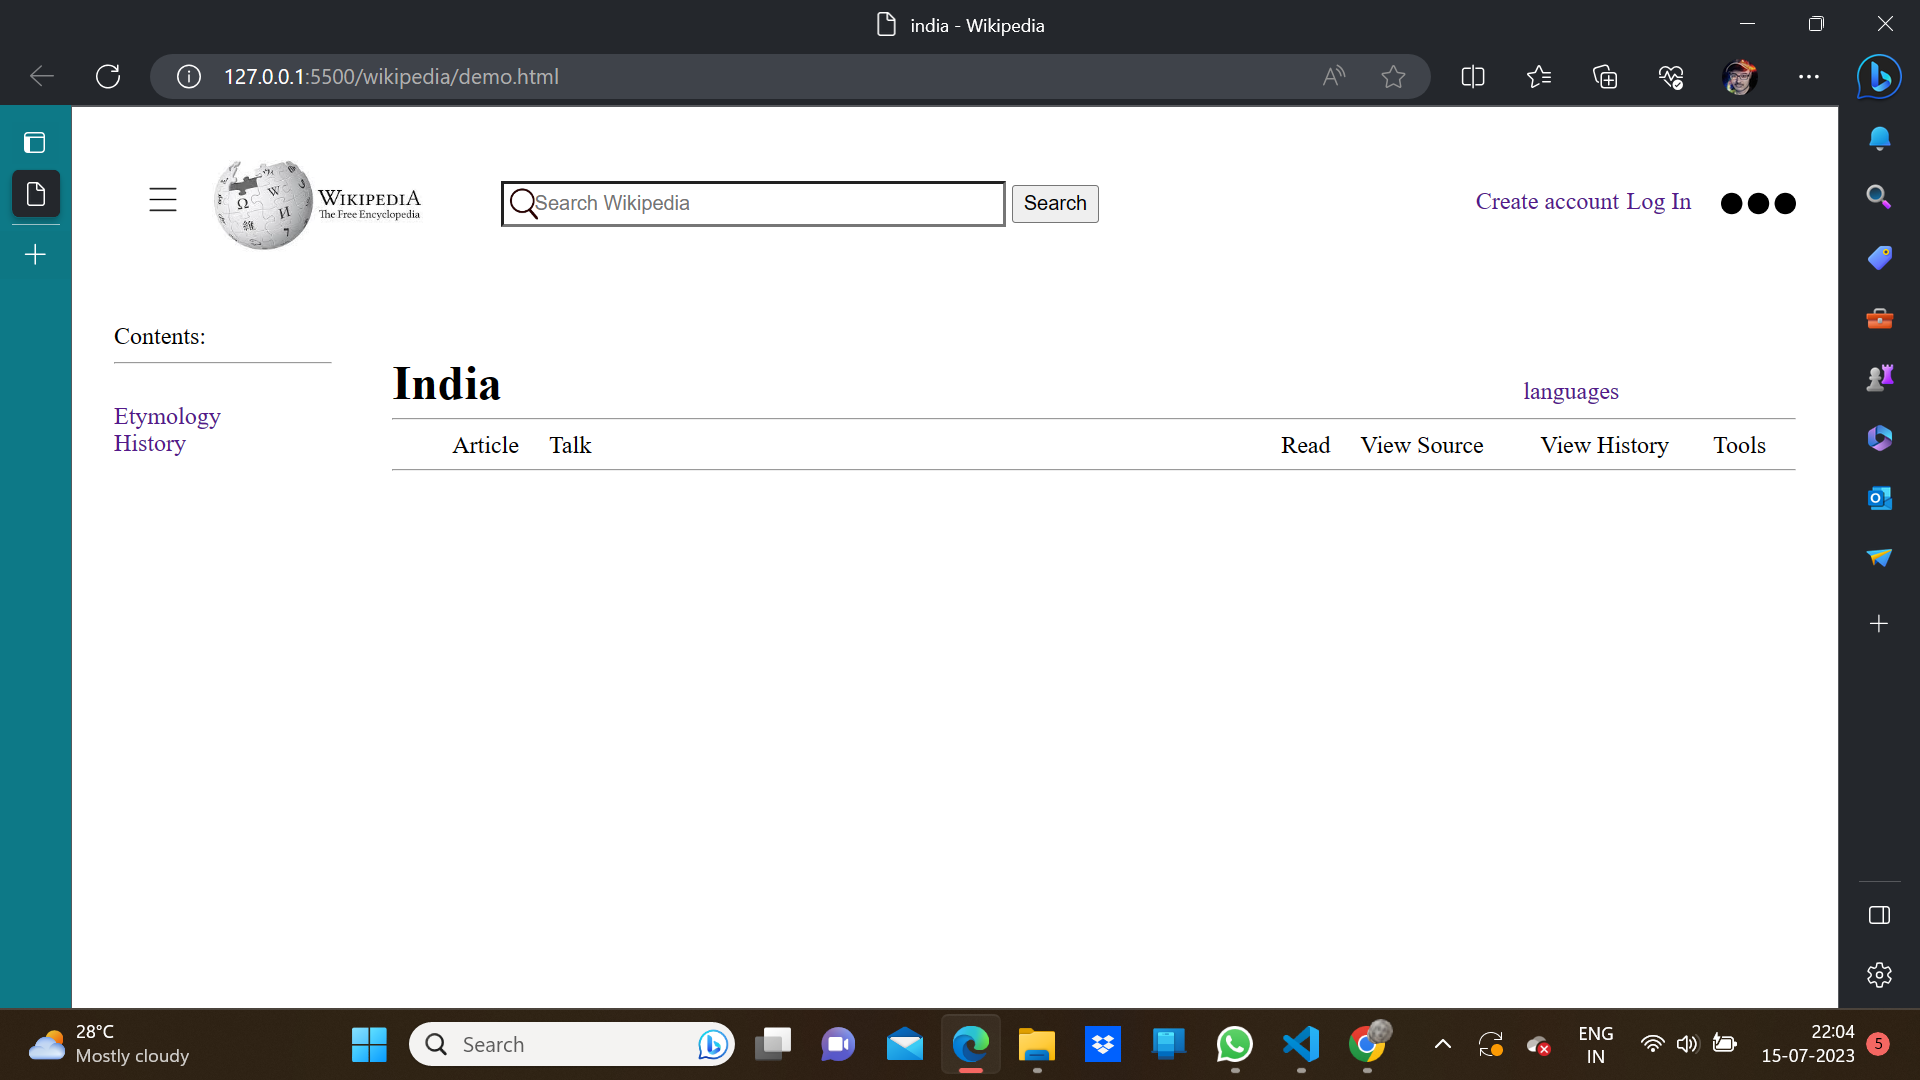 india - Wikipedia
127.0.0.1:5500/wikipedia/demo.html
WIKIPEDIA
The Free Encyclopedia
Search Wikipedia
Search
Create account Log In
Contents:
India
languages
Etymology
History
Article Talk Read View Source View History Tools
28°C
Mostly cloudy
Search
ENG
IN
22:04
15-07-2023
5